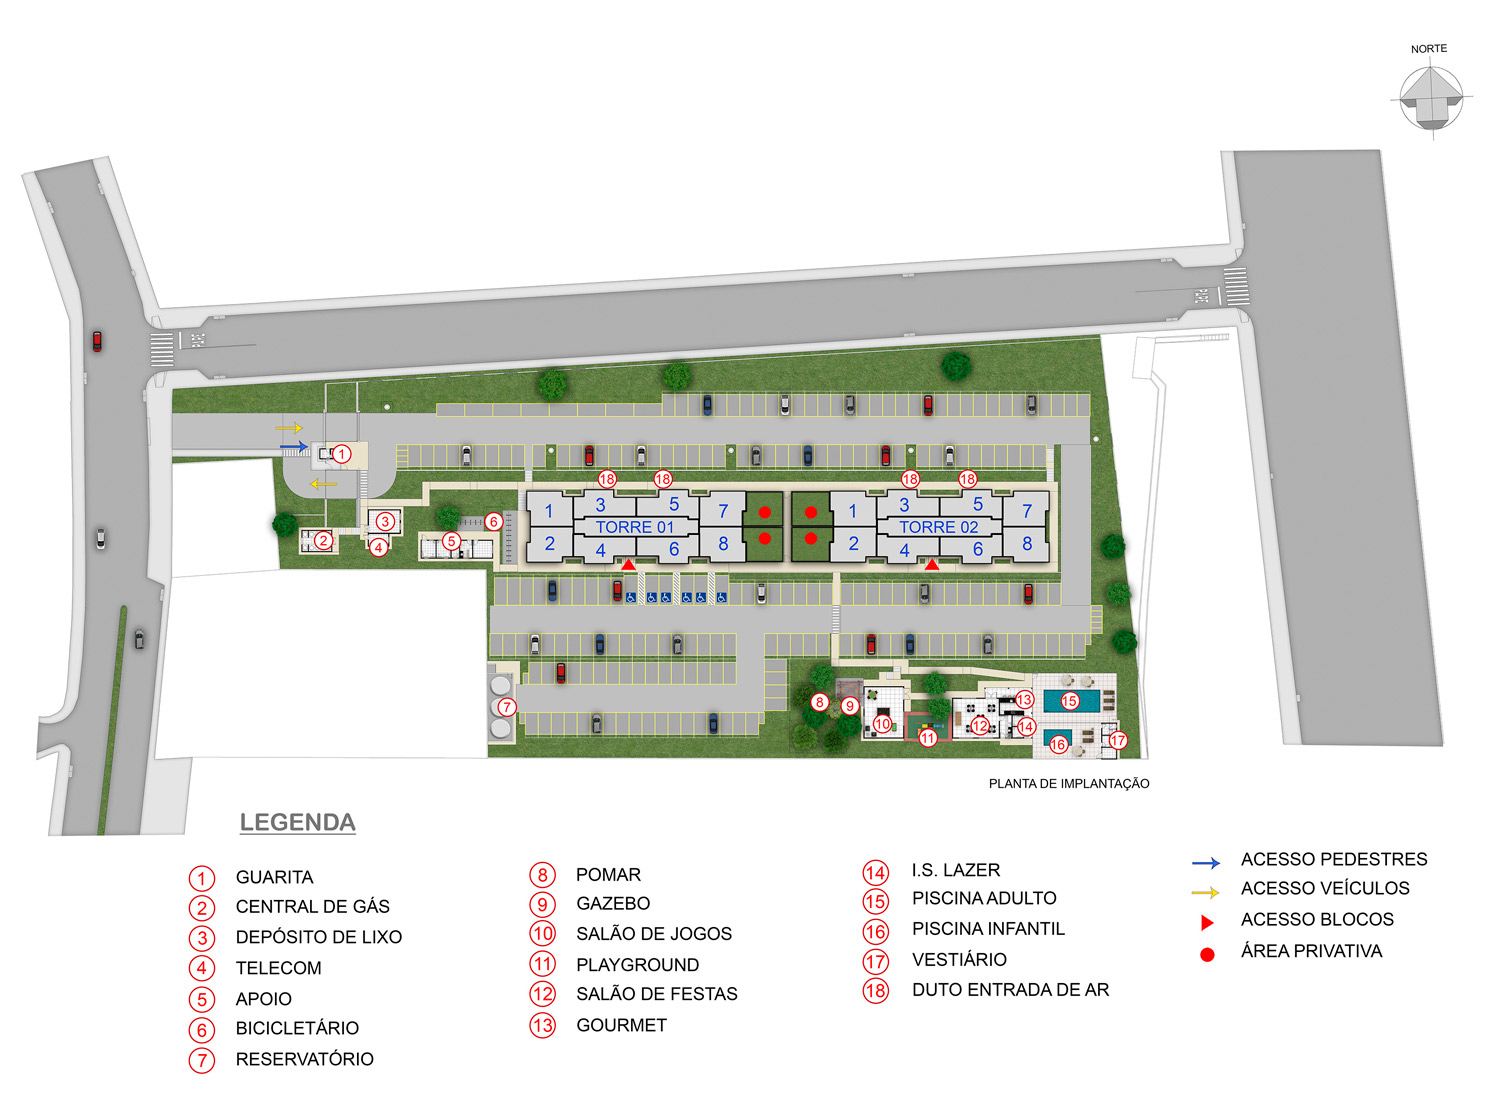 NORTE
PARE
PARE
1
18
18
18
18
1
3
5
7
1
3
5
7
TORRE 01
TORRE 02
2
4
6
8
2
4
6
8
3
6
2
4
5
7
8
9
10
11
12
13
14
15
16
17
PLANTA DE IMPLANTAÇÃO
LEGENDA
1 GUARITA
2 CENTRAL DE GÁS
3 DEPÓSITO DE LIXO
4 TELECOM
5 APOIO
6 BICICLETÁRIO
7 RESERVATÓRIO
8 POMAR
9 GAZEBO
10 SALÃO DE JOGOS
11 PLAYGROUND
12 SALÃO DE FESTAS
13 GOURMET
14 I.S. LAZER
15 PISCINA ADULTO
16 PISCINA INFANTIL
17 VESTIÁRIO
18 DUTO ENTRADA DE AR
ACESSO PEDESTRES
ACESSO VEÍCULOS
ACESSO BLOCOS
ÁREA PRIVATIVA